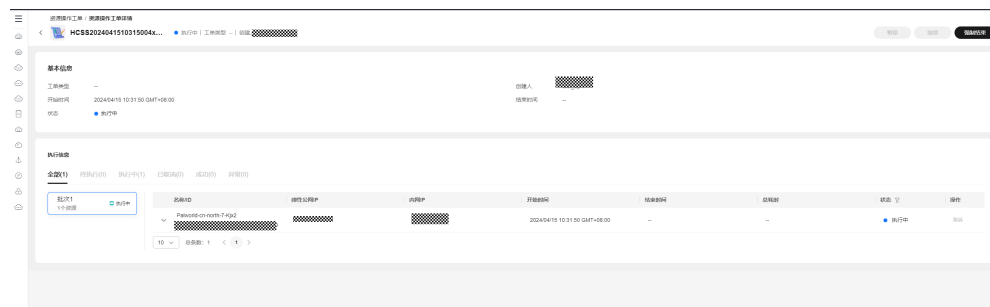 资源操作工单 / 资源操作工单详情
HCSS2024041510315004x... 执行中 | 工单类型 -- | 创建
强制结束
基本信息
工单类型 --
创建人
开始时间 2024/04/15 10:31:50 GMT+08:00
结束时间 --
状态 执行中
执行信息
全部(1) 待执行(0) 执行中(1) 已取消(0) 成功(0) 异常(0)
批次1
1个资源
执行中
名称/ID 弹性公网IP 内网IP 开始时间 结束时间 总耗时 状态 操作
Palworld-cn-north-7-Kjx2
2024/04/15 10:31:50 GMT+08:00 -- -- 执行中
10 总条数: 1 < 1 >